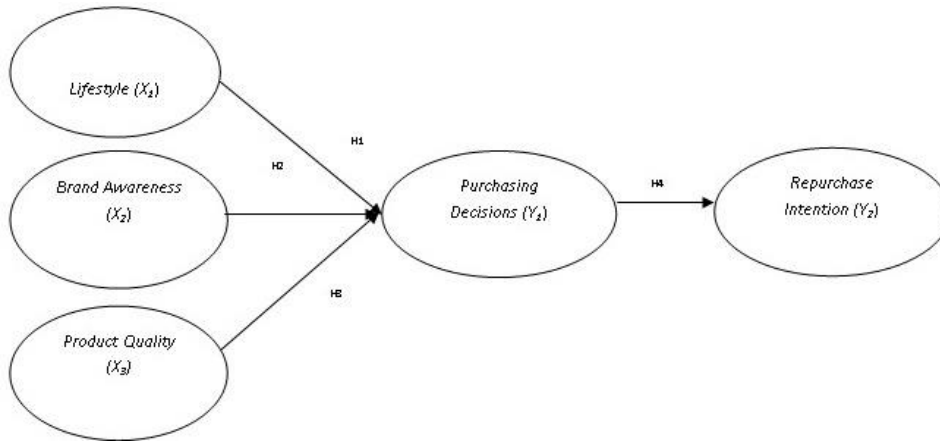 Lifestyle (X₁)
H1
H2
Brand Awareness
(X₂)
Purchasing
Decisions (Y₁)
H4
Repurchase
Intention (Y₂)
H3
Product Quality
(X₃)